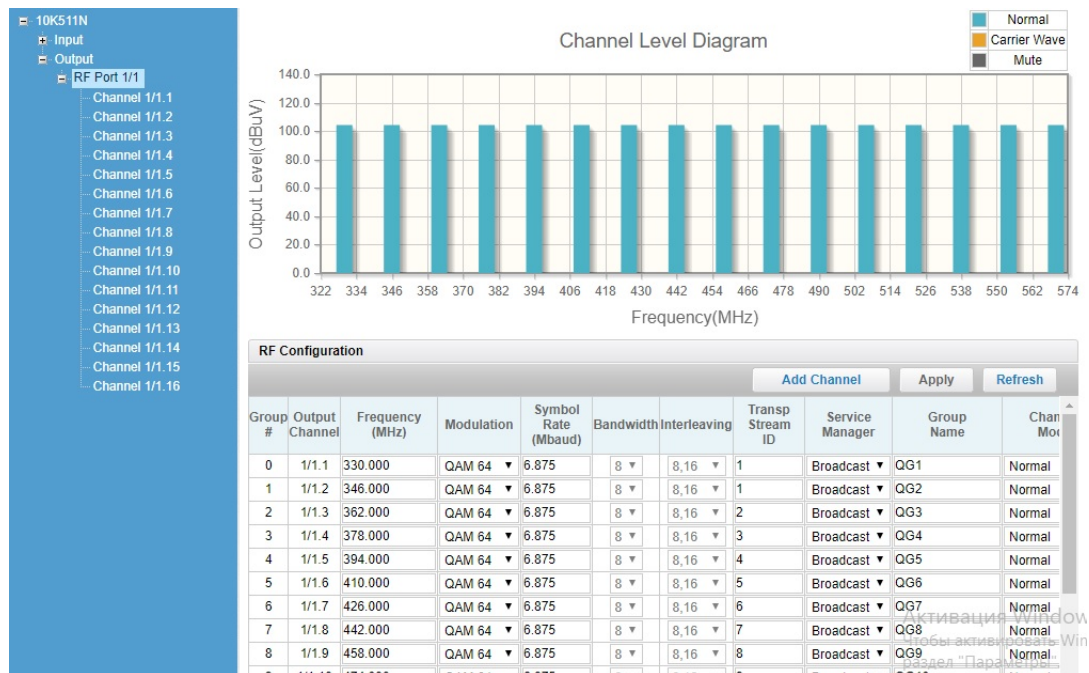 10K511N
Input
Output
RF Port 1/1
Channel 1/1.1
Channel 1/1.2
Channel 1/1.3
Channel 1/1.4
Channel 1/1.5
Channel 1/1.6
Channel 1/1.7
Channel 1/1.8
Channel 1/1.9
Channel 1/1.10
Channel 1/1.11
Channel 1/1.12
Channel 1/1.13
Channel 1/1.14
Channel 1/1.15
Channel 1/1.16
Channel Level Diagram
Normal
Carrier Wave
Mute
Output Level(dBuV)
140.0
120.0
100.0
80.0
60.0
40.0
20.0
0.0
322 334 346 358 370 382 394 406 418 430 442 454 466 478 490 502 514 526 538 550 562 574
Frequency(MHz)
RF Configuration
Add Channel Apply Refresh
Group # Output Channel Frequency (MHz) Modulation Symbol Rate (Mbaud) Bandwidth Interleaving Transp Stream ID Service Manager Group Name Chan Mo
0 1/1.1 330.000 QAM 64 6.875 8 8,16 1 Broadcast QG1 Normal
1 1/1.2 346.000 QAM 64 6.875 8 8,16 1 Broadcast QG2 Normal
2 1/1.3 362.000 QAM 64 6.875 8 8,16 2 Broadcast QG3 Normal
3 1/1.4 378.000 QAM 64 6.875 8 8,16 3 Broadcast QG4 Normal
4 1/1.5 394.000 QAM 64 6.875 8 8,16 4 Broadcast QG5 Normal
5 1/1.6 410.000 QAM 64 6.875 8 8,16 5 Broadcast QG6 Normal
6 1/1.7 426.000 QAM 64 6.875 8 8,16 6 Broadcast QG7 Normal
7 1/1.8 442.000 QAM 64 6.875 8 8,16 7 Broadcast QG8 Normal
8 1/1.9 458.000 QAM 64 6.875 8 8,16 8 Broadcast QG9 Normal
Активация Window
Чтобы активировать Win
раздел "Параметры".